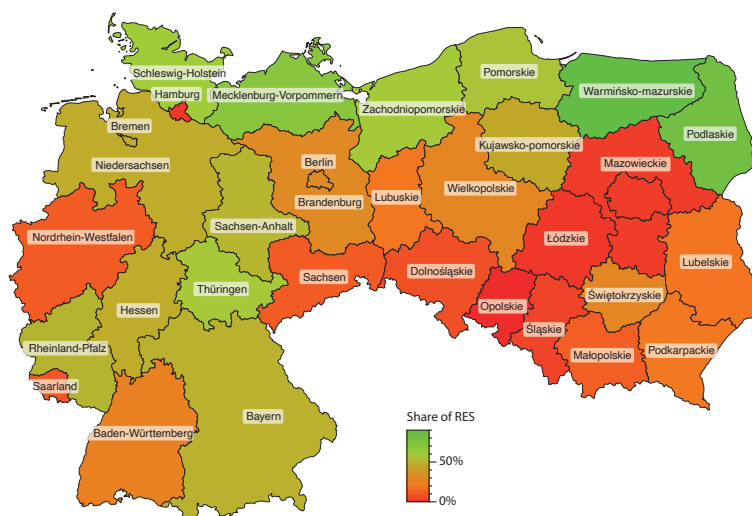 Schleswig-Holstein
Hamburg
Mecklenburg-Vorpommern
Bremen
Niedersachsen
Berlin
Brandenburg
Sachsen-Anhalt
Nordrhein-Westfalen
Sachsen
Thüringen
Hessen
Rheinland-Pfalz
Saarland
Baden-Württemberg
Bayern
Pomorskie
Zachodniopomorskie
Warmińsko-mazurskie
Podlaskie
Kujawsko-pomorskie
Mazowieckie
Wielkopolskie
Lubuskie
Łódzkie
Lubelskie
Dolnośląskie
Opolskie
Śląskie
Świętokrzyskie
Małopolskie
Podkarpackie
Share of RES
50%
0%